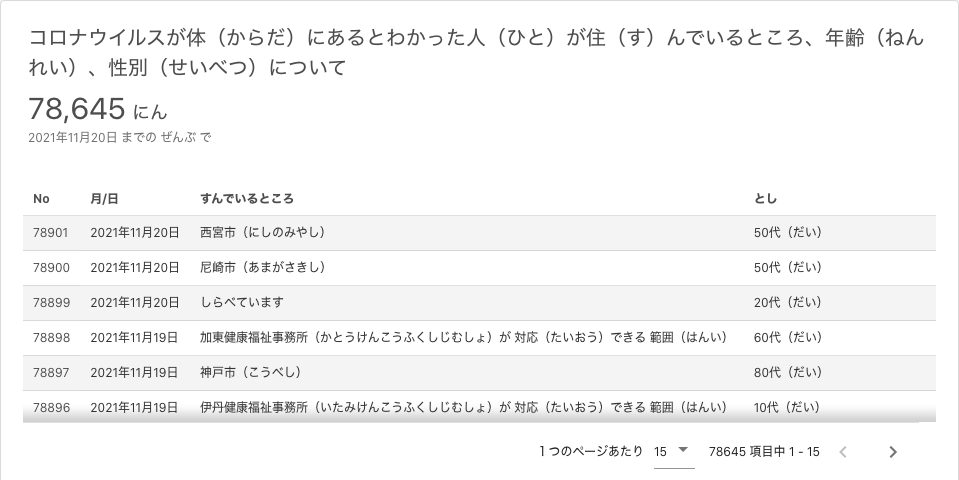 コロナウイルスが体（からだ）にあるとわかった人（ひと）が住（す）んでいるところ、年齢（ねん
れい）、性別（せいべつ）について
78,645 にん
2021年11月20日 までの ぜんぶ で
No 月/日 すんでいるところ とし
78901 2021年11月20日 西宮市（にしのみやし） 50代（だい）
78900 2021年11月20日 尼崎市（あまがさきし） 50代（だい）
78899 2021年11月20日 しらべています 20代（だい）
78898 2021年11月19日 加東健康福祉事務所（かとうけんこうふくしじむしょ）が 対応（たいおう）できる 範囲（はんい） 60代（だい）
78897 2021年11月19日 神戸市（こうべし） 80代（だい）
78896 2021年11月19日 伊丹健康福祉事務所（いたみけんこうふくしじむしょ）が 対応（たいおう）できる 範囲（はんい） 10代（だい）
1 つのページあたり 15 78645 項目中 1 - 15